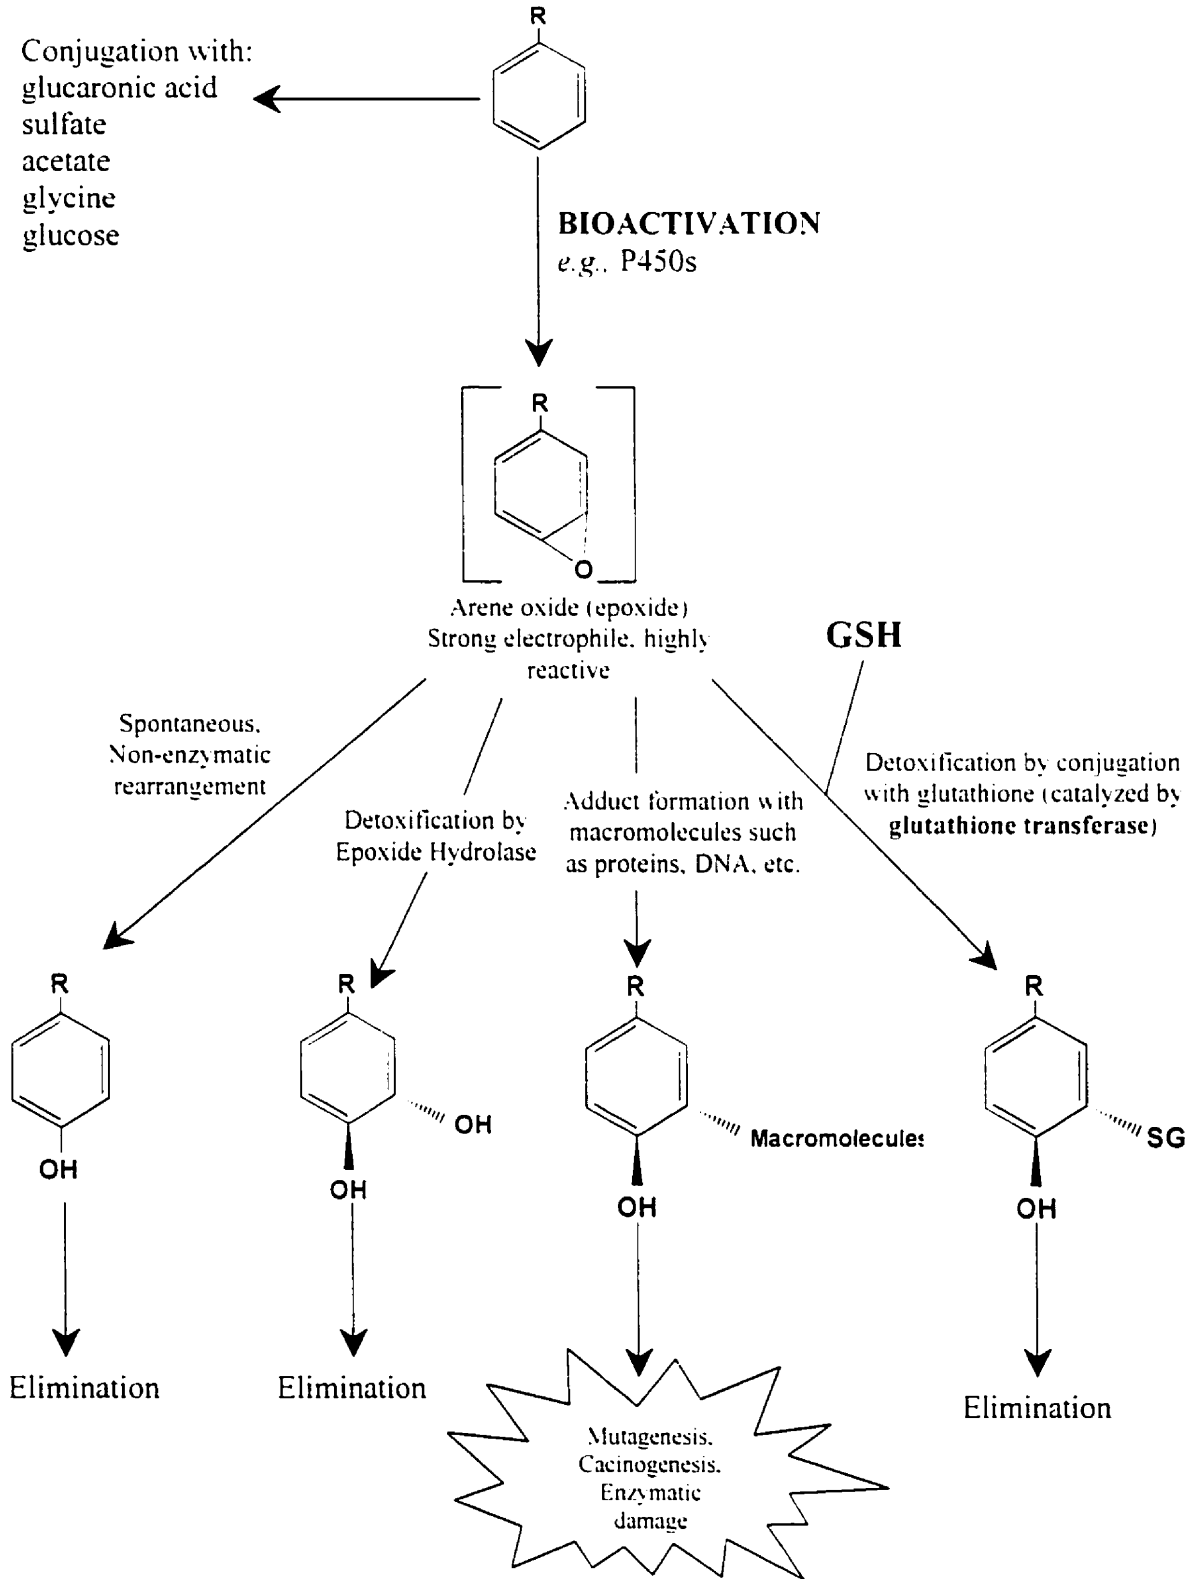 R
Conjugation with:
glucaronic acid
sulfate
acetate
glycine
glucose
BIOACTIVATION
e.g., P450s
R
O
Arene oxide (epoxide)
Strong electrophile, highly
reactive
GSH
Spontaneous,
Non-enzymatic
rearrangement
Detoxification by
Epoxide Hydrolase
Adduct formation with
macromolecules such
as proteins, DNA, etc.
Detoxification by conjugation
with glutathione (catalyzed by
glutathione transferase)
R
OH
R
OH
OH
R
Macromolecules
OH
R
SG
OH
Elimination
Elimination
Mutagenesis,
Cacinogenesis,
Enzymatic
damage
Elimination